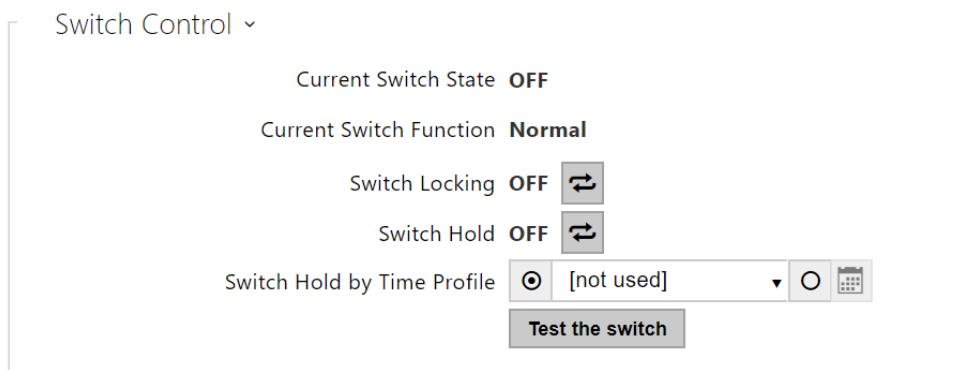 Switch Control
Current Switch State OFF
Current Switch Function Normal
Switch Locking OFF
Switch Hold OFF
Switch Hold by Time Profile [not used]
Test the switch